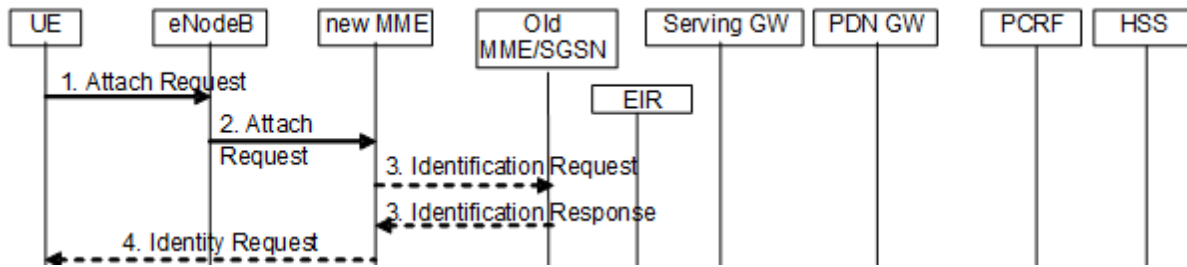 UE
eNodeB
new MME
Old
MME/SGSN
Serving GW
PDN GW
PCRF
HSS
EIR
1. Attach Request
2. Attach
Request
3. Identification Request
3. Identification Response
4. Identity Request